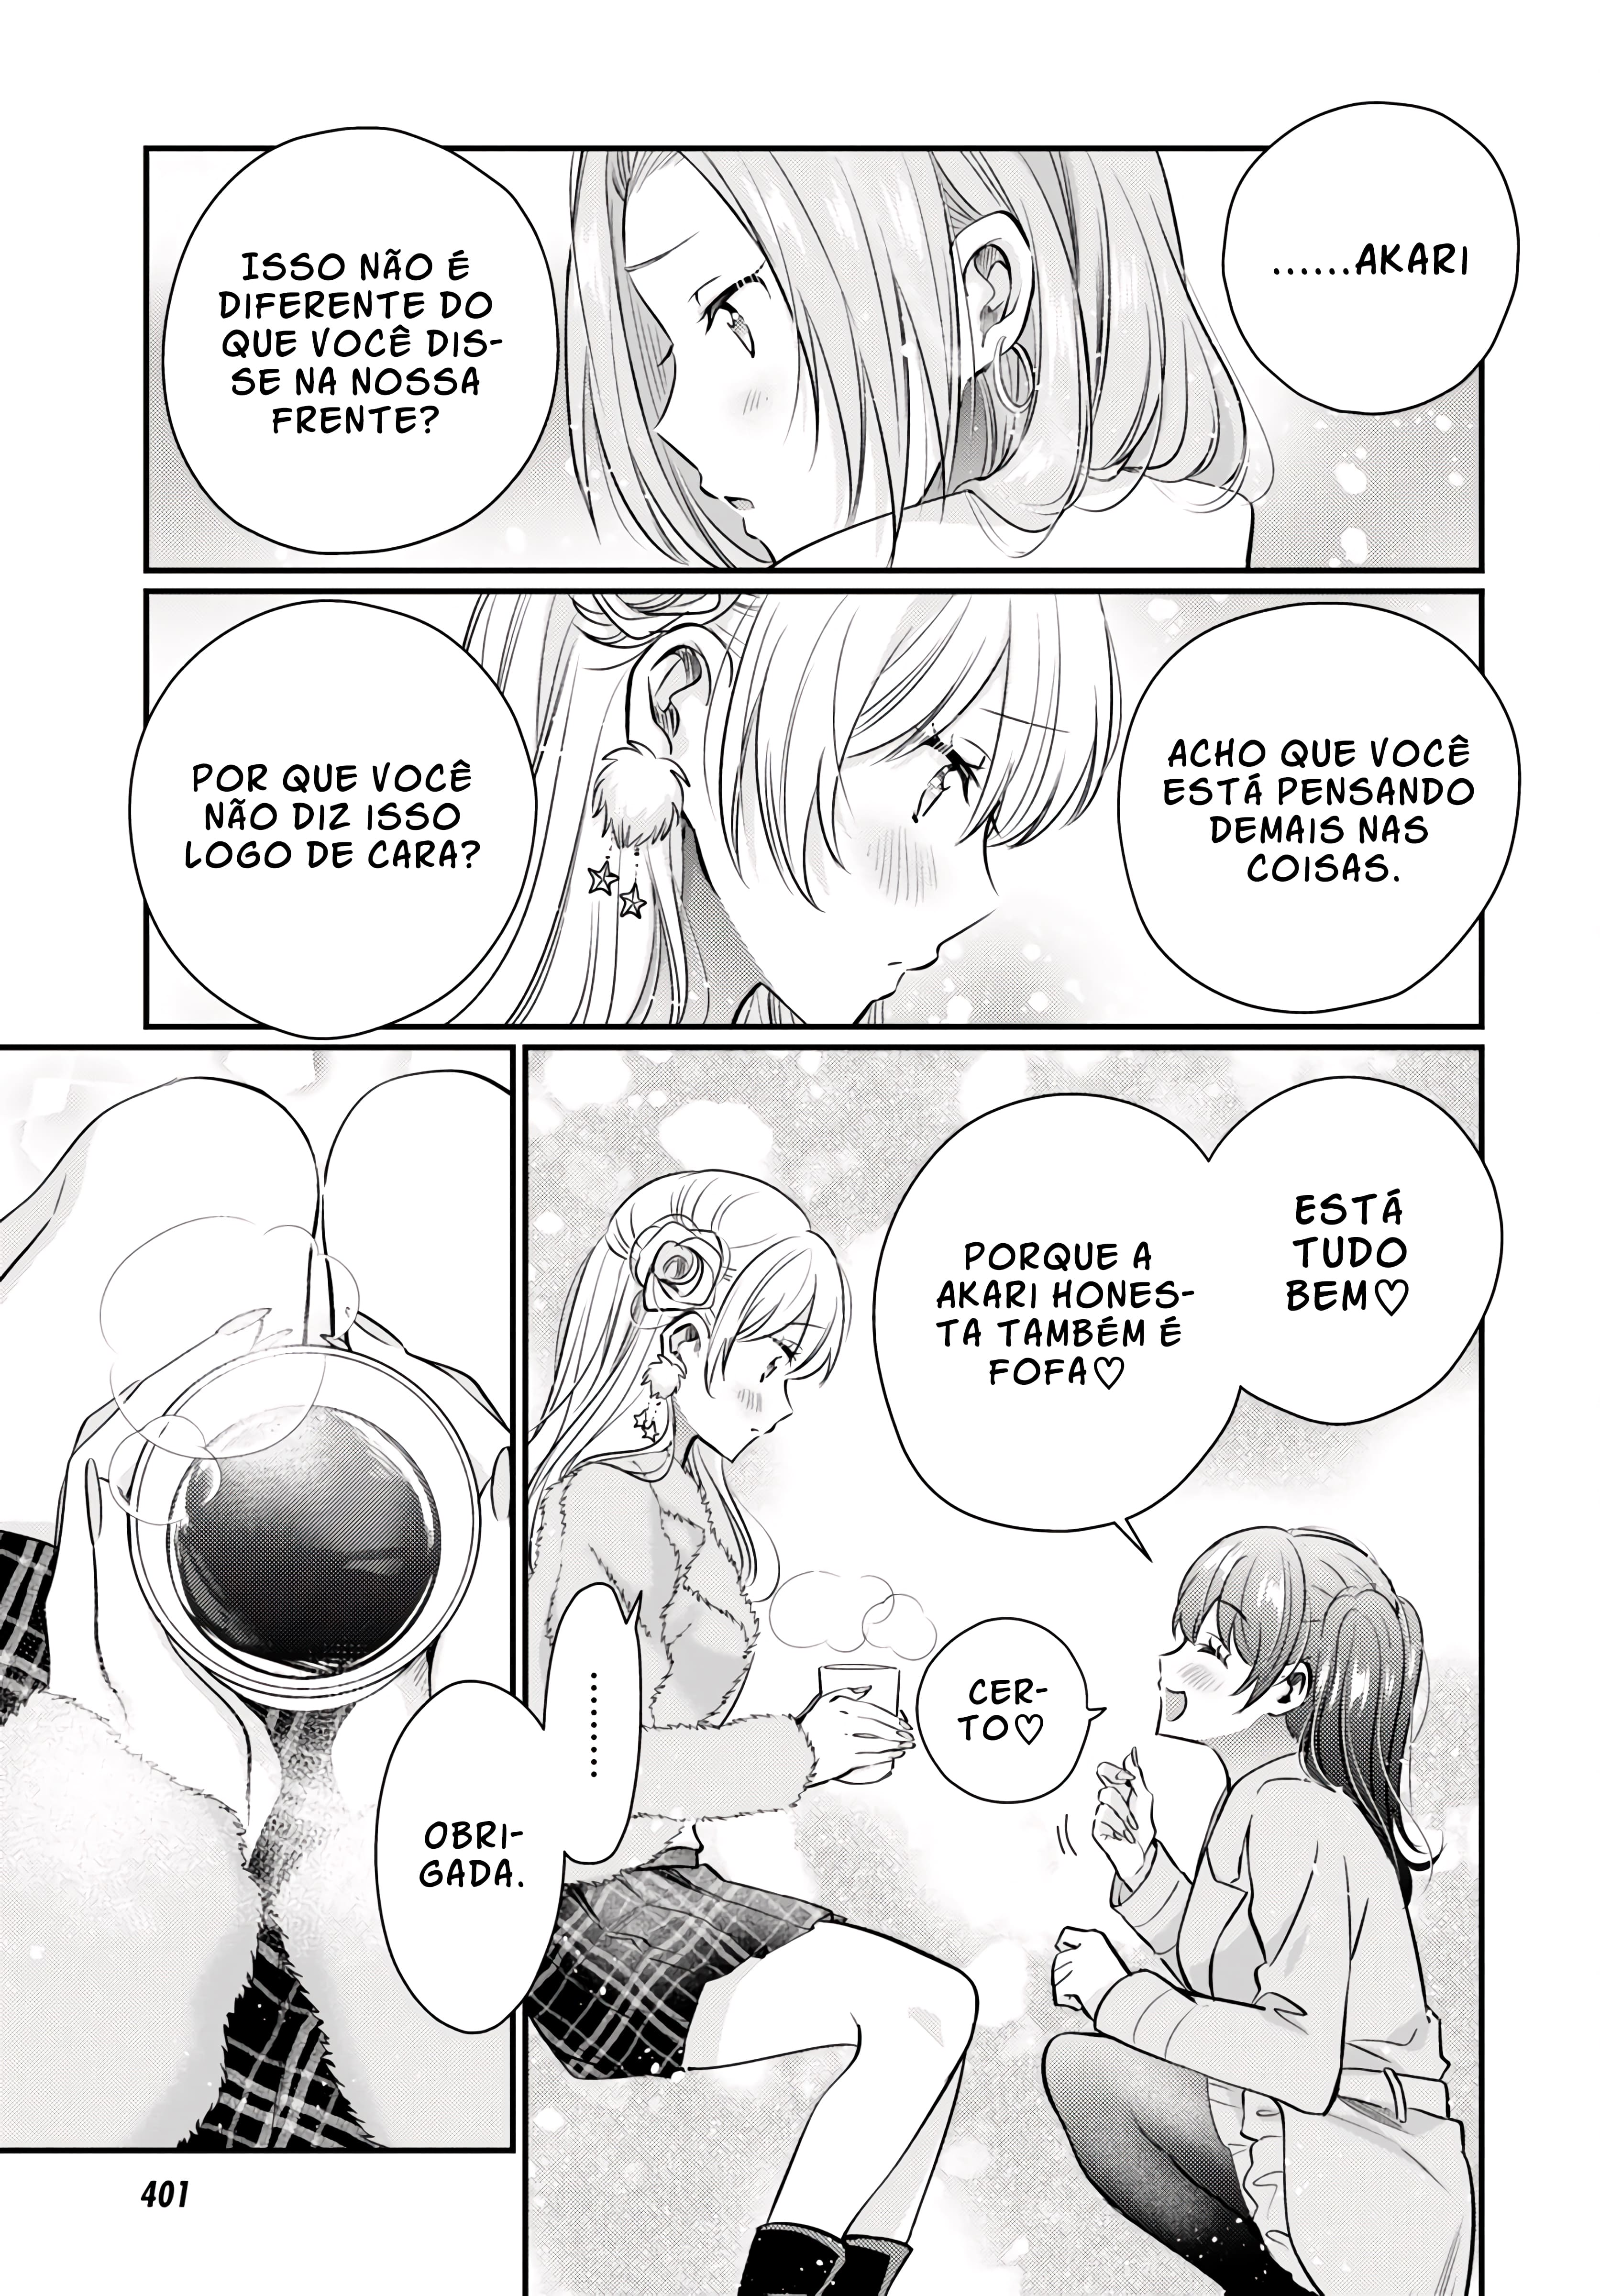 ......AKARI
ISSO NÃO É
DIFERENTE DO
QUE VOCÊ DIS-
SE NA NOSSA
FRENTE?
ACHO QUE VOCÊ
ESTÁ PENSANDO
DEMAIS NAS
COISAS.
POR QUE VOCÊ
NÃO DIZ ISSO
LOGO DE CARA?
ESTÁ
TUDO
BEM♡
PORQUE A
AKARI HONES-
TA TAMBÉM É
FOFA♡
CER-
TO♡
........
OBRI-
GADA.
401